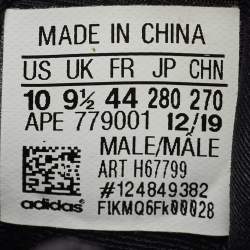 MADE IN CHINA
US UK FR JP CHN
10 9½ 44 280 270
APE 779001 12/19
MALE/MÂLE
ART H67799
#124849382
adidas
F1KMQ6Fk00028